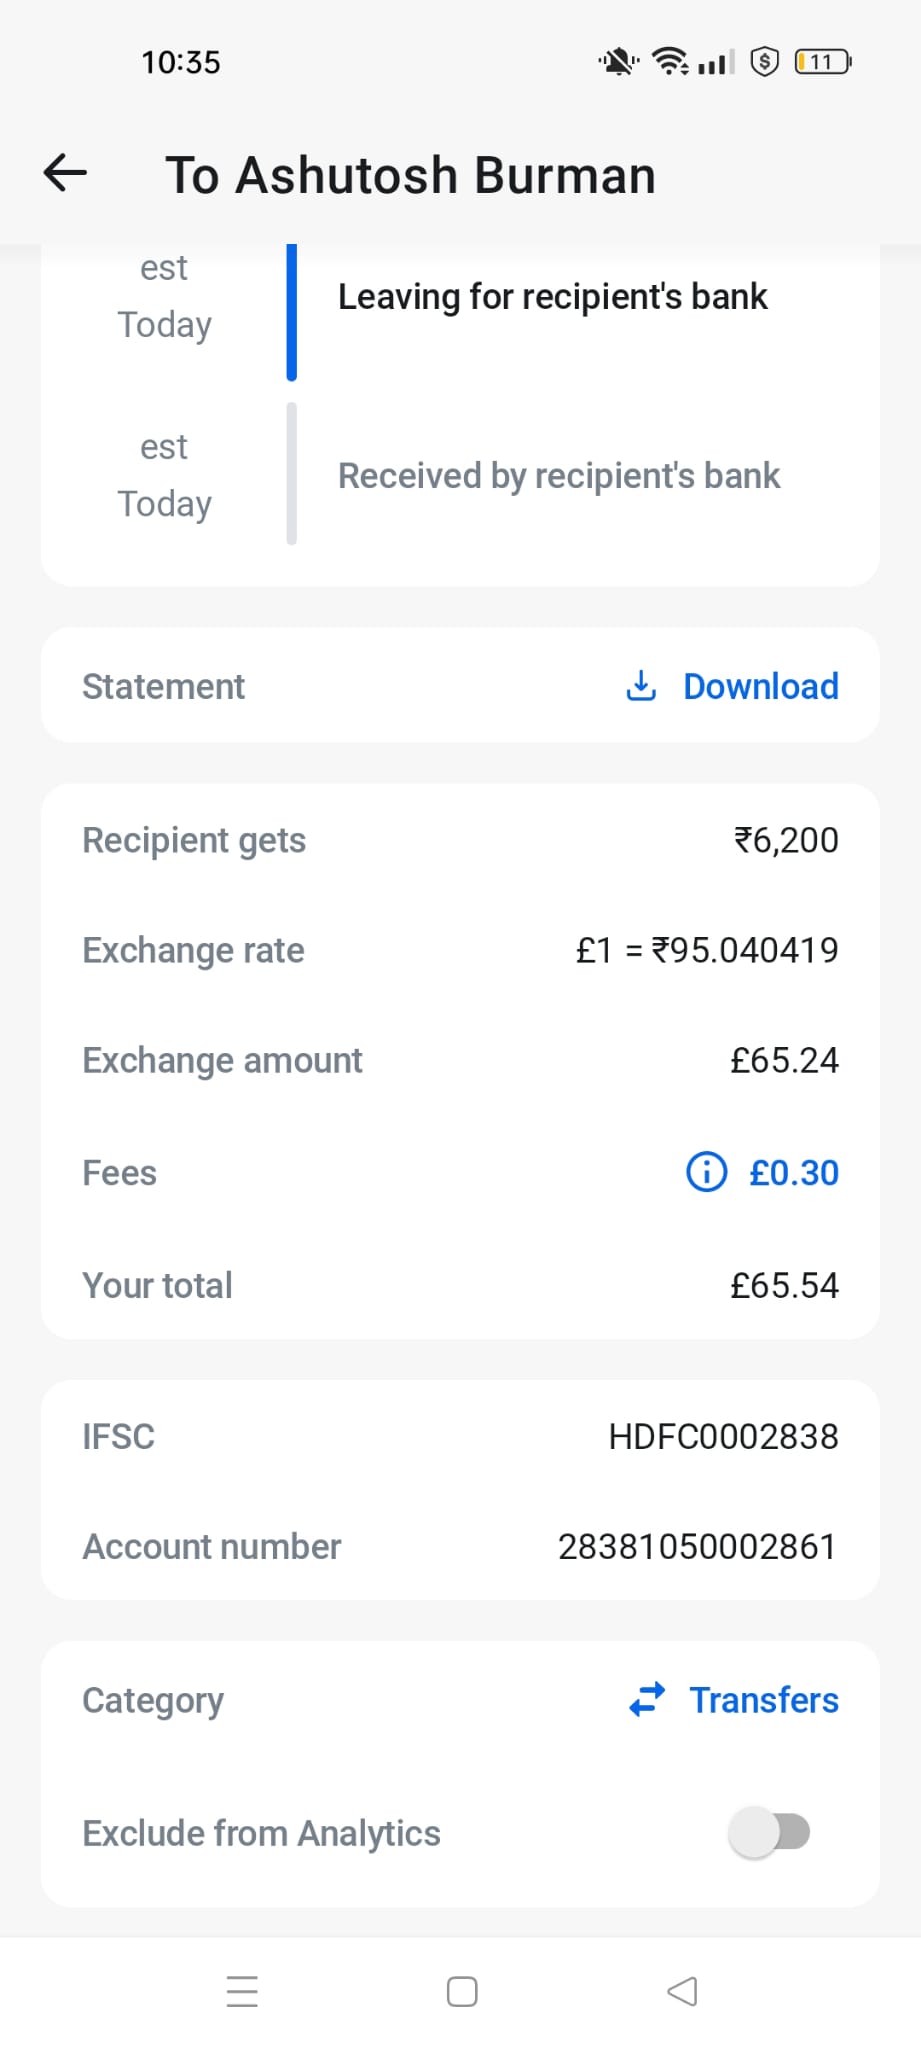 10:35
11
To Ashutosh Burman
est
Today
Leaving for recipient's bank
est
Today
Received by recipient's bank
Statement
Download
Recipient gets
₹6,200
Exchange rate
£1 = ₹95.040419
Exchange amount
£65.24
Fees
£0.30
Your total
£65.54
IFSC
HDFC0002838
Account number
28381050002861
Category
Transfers
Exclude from Analytics